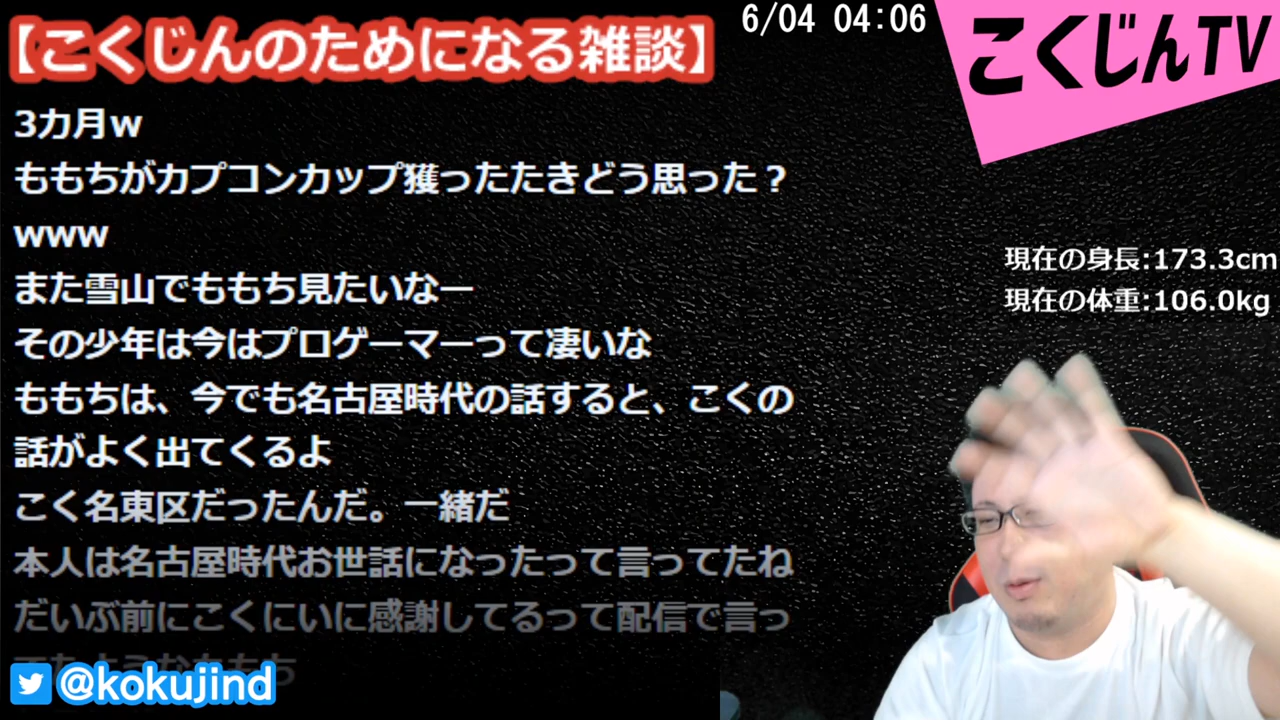 【こくじんのためになる雑談】
6/04 04:06
こくじんTV
3カ月w
ももちがカプコンカップ獲ったたきどう思った？
www
また雪山でももち見たいなー
その少年は今はプロゲーマーって凄いな
ももちは、今でも名古屋時代の話すると、こくの
話がよく出てくるよ
こく名東区だったんだ。一緒だ
本人は名古屋時代お世話になったって言ってたね
だいぶ前にこくにいに感謝してるって配信で言っ
現在の身長:173.3cm
現在の体重:106.0kg
@kokujind